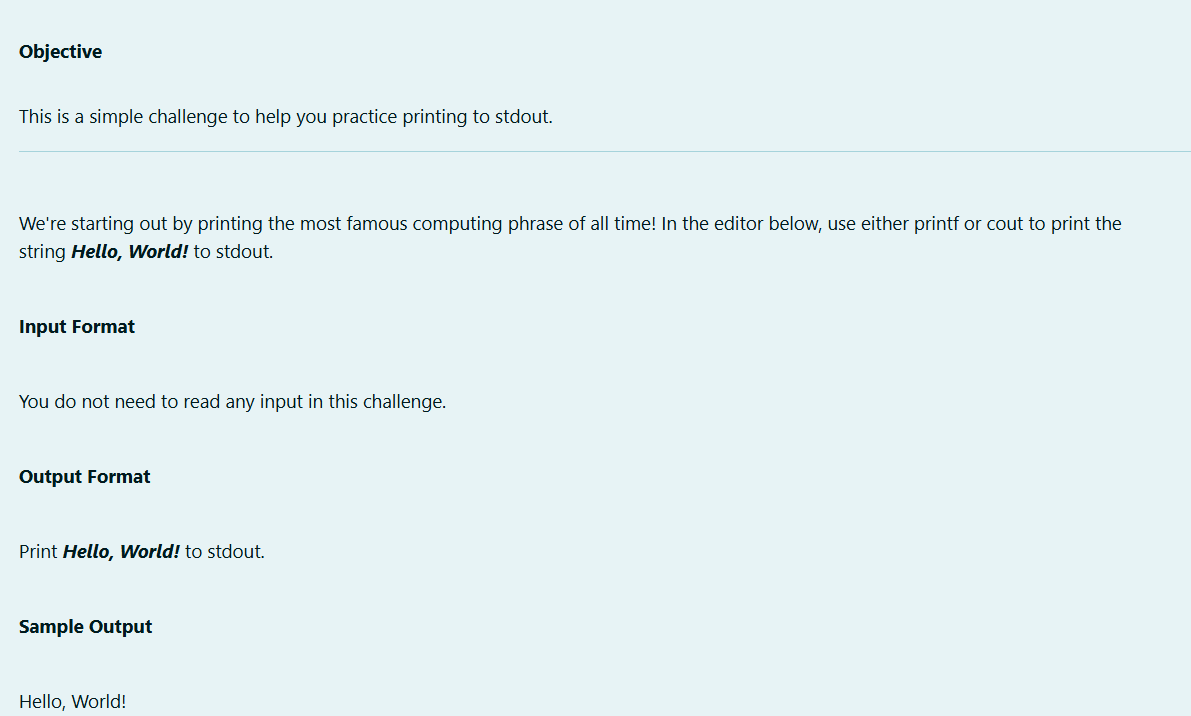 Objective
This is a simple challenge to help you practice printing to stdout.
We're starting out by printing the most famous computing phrase of all time! In the editor below, use either printf or cout to print the
string Hello, World! to stdout.
Input Format
You do not need to read any input in this challenge.
Output Format
Print Hello, World! to stdout.
Sample Output
Hello, World!